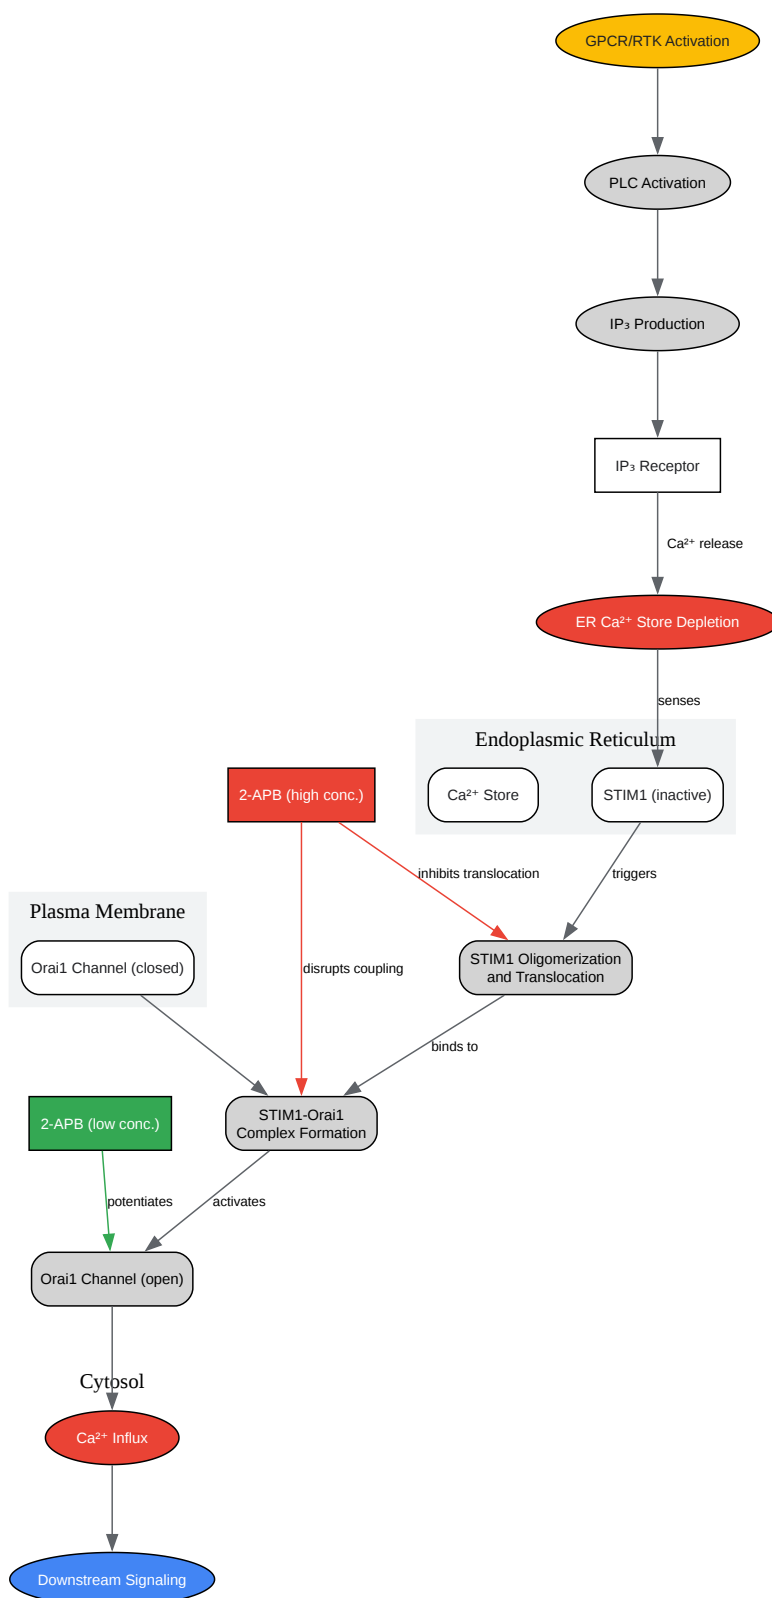 GPCR/RTK Activation
PLC Activation
IP₃ Production
IP₃ Receptor
Ca²⁺ release
ER Ca²⁺ Store Depletion
senses
Endoplasmic Reticulum
2-APB (high conc.)
Ca²⁺ Store
STIM1 (inactive)
inhibits translocation
triggers
Plasma Membrane
Orai1 Channel (closed)
disrupts coupling
STIM1 Oligomerization
and Translocation
binds to
2-APB (low conc.)
STIM1-Orai1
Complex Formation
potentiates
activates
Orai1 Channel (open)
Cytosol
Ca²⁺ Influx
Downstream Signaling